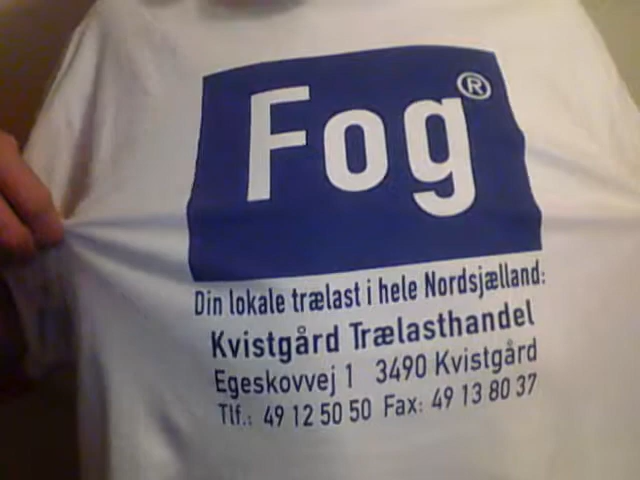 Fog®
Din lokale trælast i hele Nordsjælland:
Kvistgård Trælasthandel
Egeskovvej 1 3490 Kvistgård
Tlf.: 49 12 50 50 Fax: 49 13 80 37